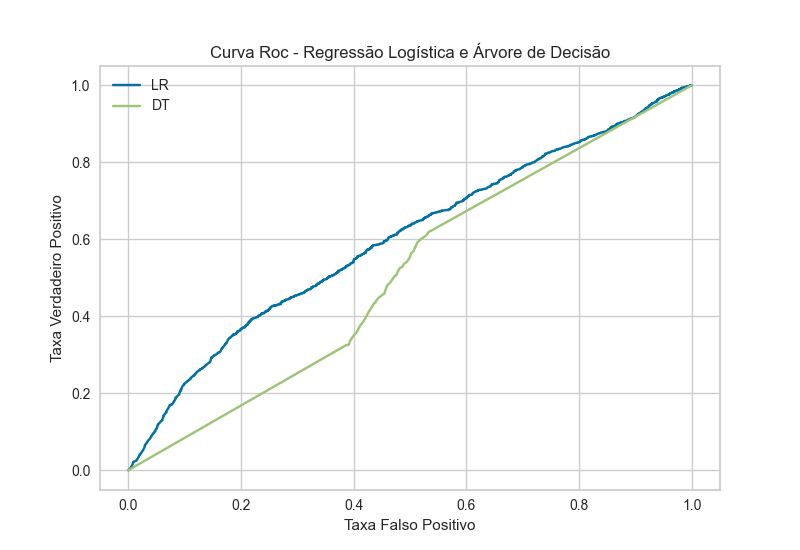 Curva Roc - Regressão Logística e Árvore de Decisão
LR
DT
Taxa Verdadeiro Positivo
1.0
0.8
0.6
0.4
0.2
0.0
0.0 0.2 0.4 0.6 0.8 1.0
Taxa Falso Positivo